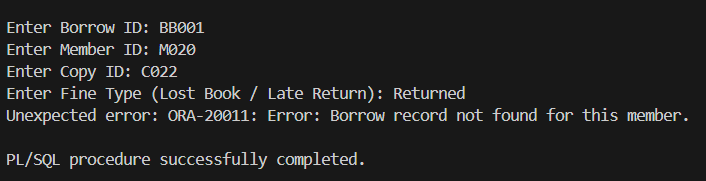 Enter Borrow ID: BB001
Enter Member ID: M020
Enter Copy ID: C022
Enter Fine Type (Lost Book / Late Return): Returned
Unexpected error: ORA-20011: Error: Borrow record not found for this member.
PL/SQL procedure successfully completed.